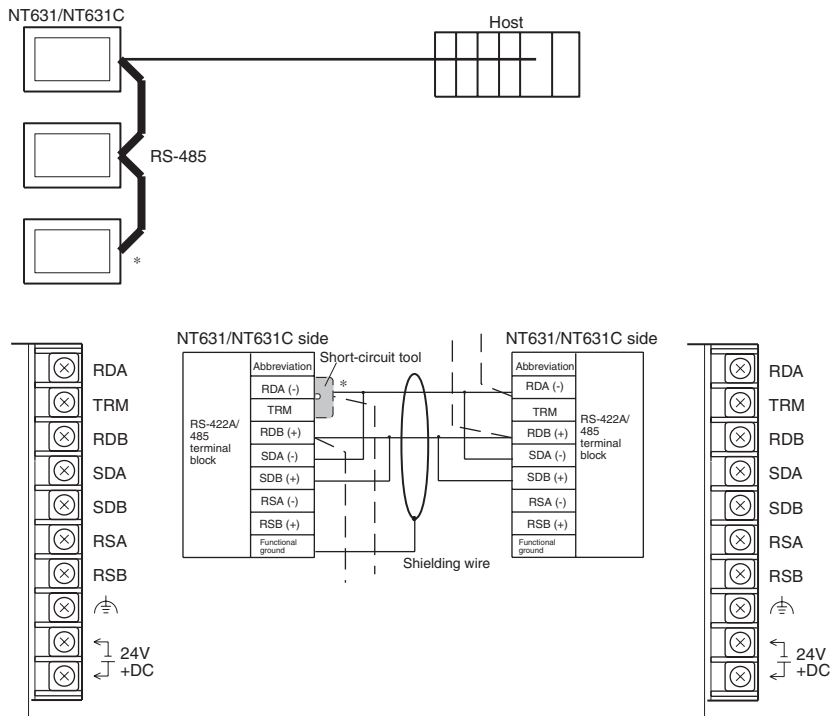 NT631/NT631C
Host
RS-485
*
NT631/NT631C side
NT631/NT631C side
RDA
TRM
RDB
SDA
SDB
RSA
RSB
24V
+DC
RS-422A/
485
terminal
block
Abbreviation
RDA (-)
TRM
RDB (+)
SDA (-)
SDB (+)
RSA (-)
RSB (+)
Functional
ground
Short-circuit tool
*
Shielding wire
Abbreviation
RDA (-)
TRM
RDB (+)
SDA (-)
SDB (+)
RSA (-)
RSB (+)
Functional
ground
RS-422A/
485
terminal
block
RDA
TRM
RDB
SDA
SDB
RSA
RSB
24V
+DC